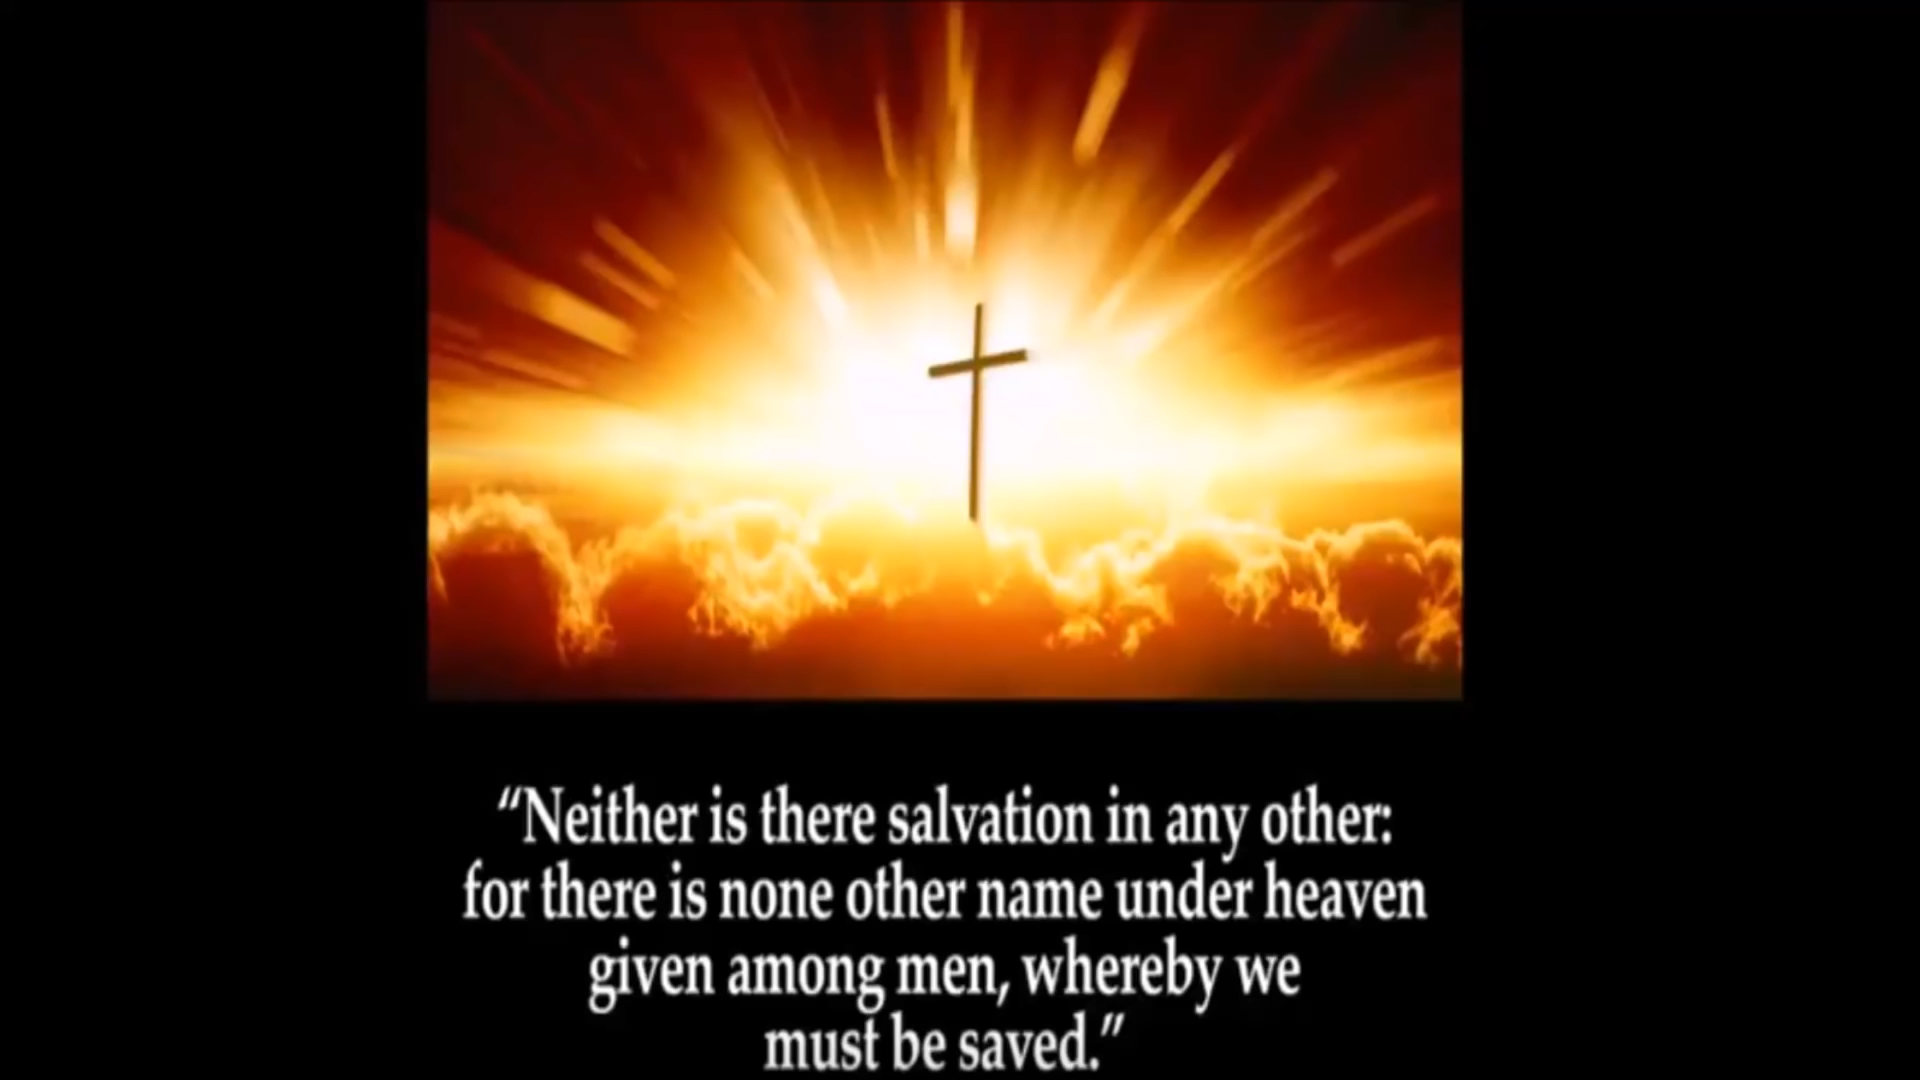 “Neither is there salvation in any other:
for there is none other name under heaven
given among men, whereby we
must be saved.”